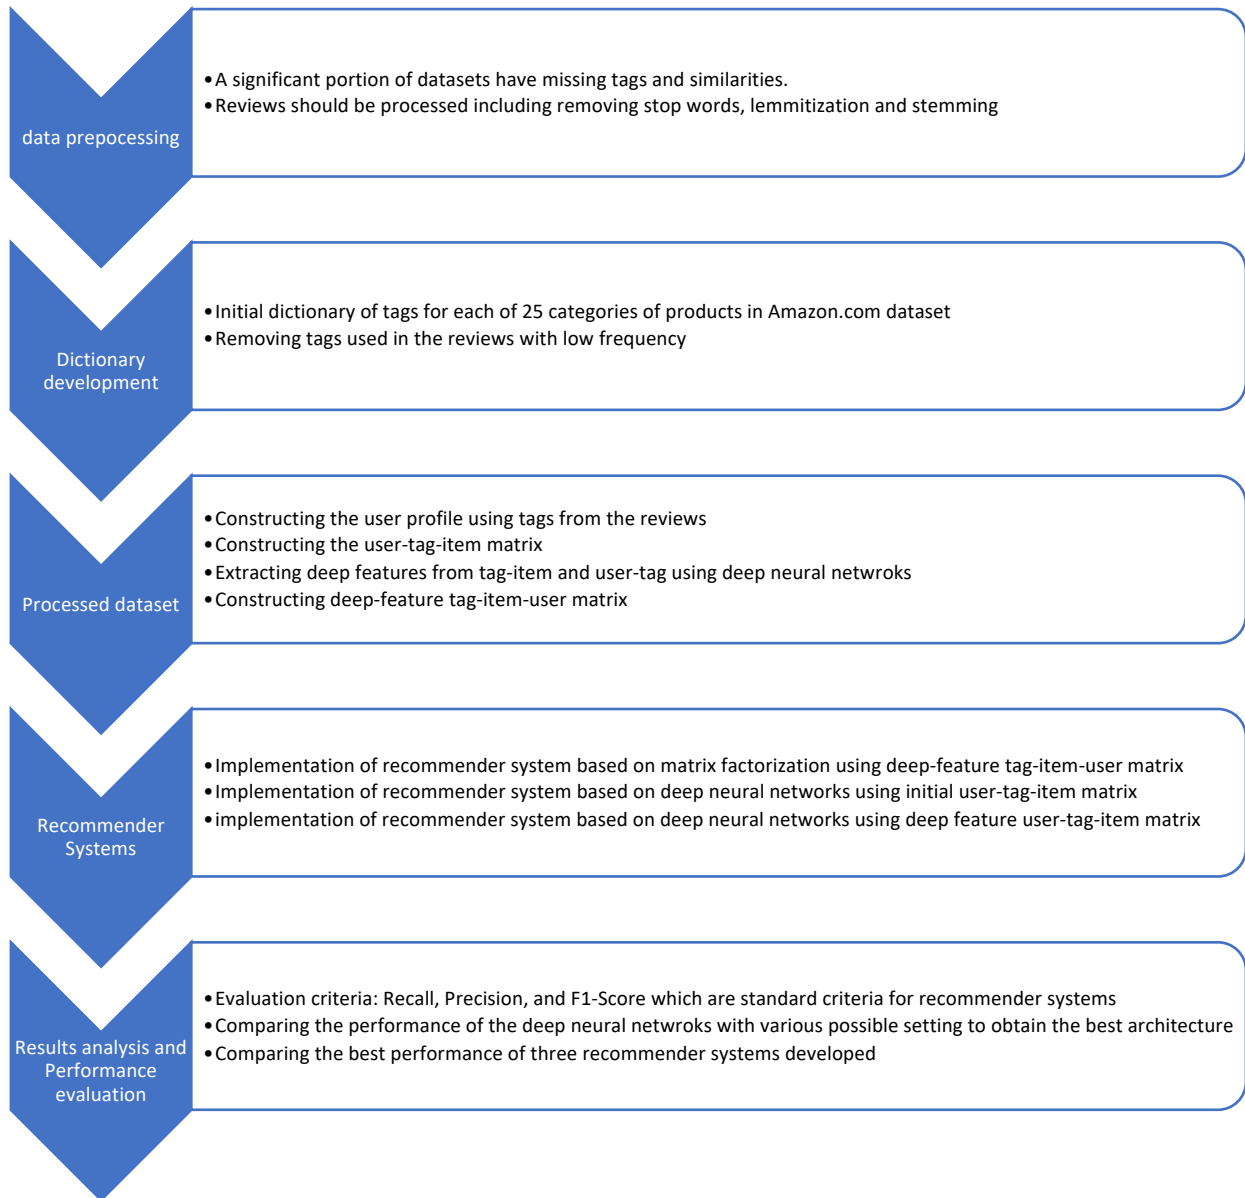 data prepocessing
•A significant portion of datasets have missing tags and similarities.
•Reviews should be processed including removing stop words, lemmitization and stemming
Dictionary
development
•Initial dictionary of tags for each of 25 categories of products in Amazon.com dataset
•Removing tags used in the reviews with low frequency
Processed dataset
•Constructing the user profile using tags from the reviews
•Constructing the user-tag-item matrix
•Extracting deep features from tag-item and user-tag using deep neural netwroks
•Constructing deep-feature tag-item-user matrix
Recommender
Systems
•Implementation of recommender system based on matrix factorization using deep-feature tag-item-user matrix
•Implementation of recommender system based on deep neural networks using initial user-tag-item matrix
•implementation of recommender system based on deep neural networks using deep feature user-tag-item matrix
Results analysis and
Performance
evaluation
•Evaluation criteria: Recall, Precision, and F1-Score which are standard criteria for recommender systems
•Comparing the performance of the deep neural netwroks with various possible setting to obtain the best architecture
•Comparing the best performance of three recommender systems developed